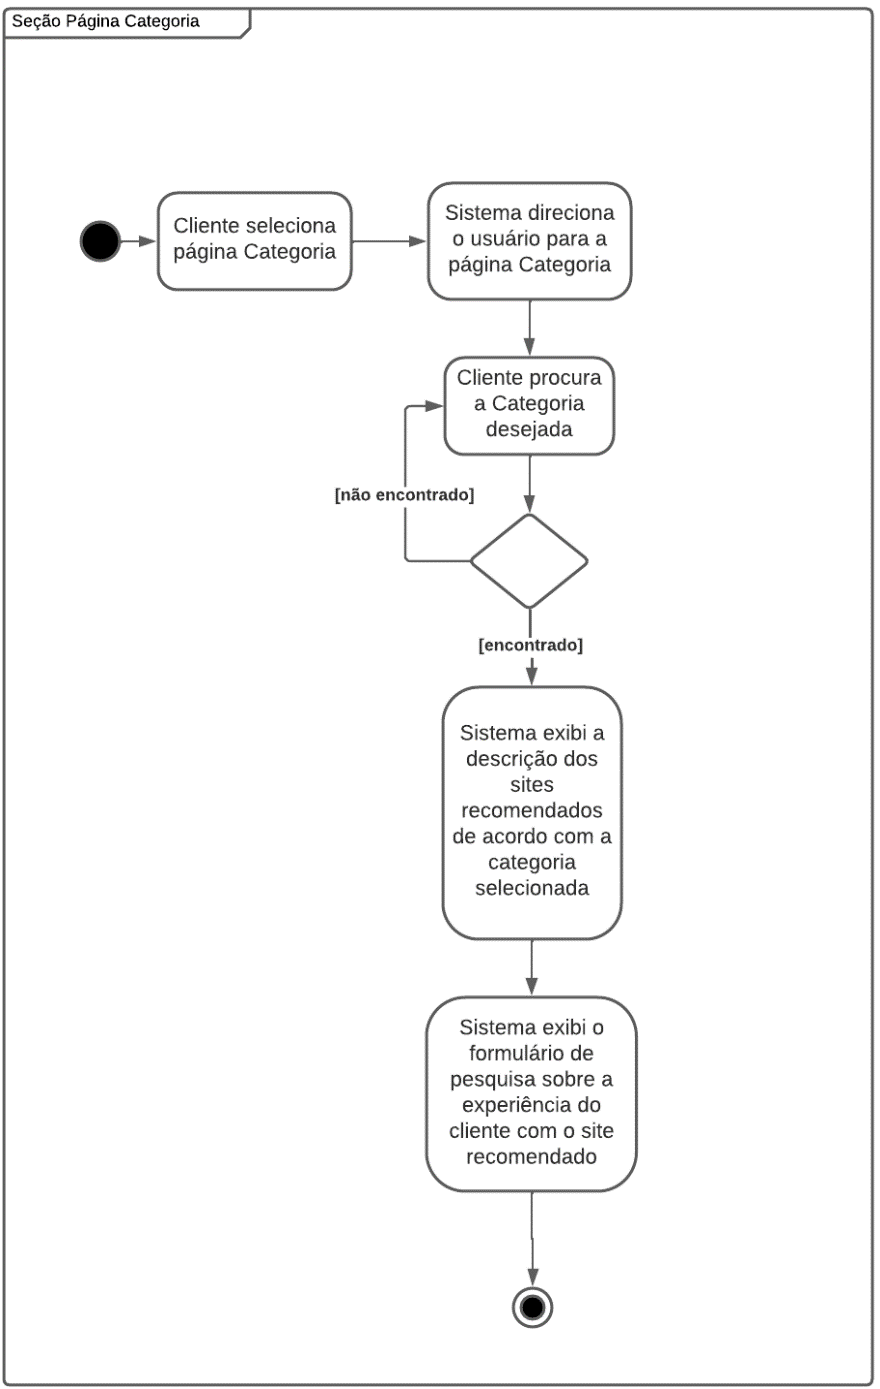 Seção Página Categoria
Cliente seleciona
página Categoria
Sistema direciona
o usuário para a
página Categoria
Cliente procura
a Categoria
desejada
[não encontrado]
[encontrado]
Sistema exibi a
descrição dos
sites
recomendados
de acordo com a
categoria
selecionada
Sistema exibi o
formulário de
pesquisa sobre a
experiência do
cliente com o site
recomendado